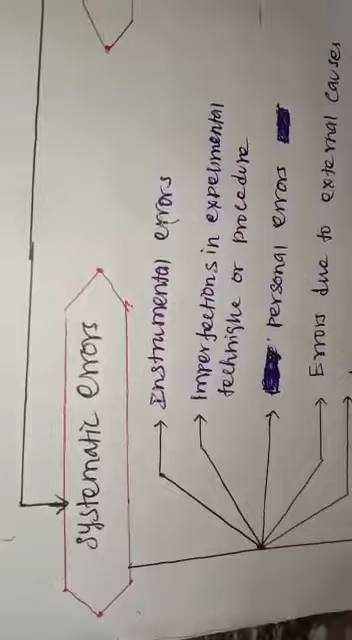 Systematic errors
Instrumental errors
Imperfections in experimental
technique or procedure
personal errors
Errors due to external causes